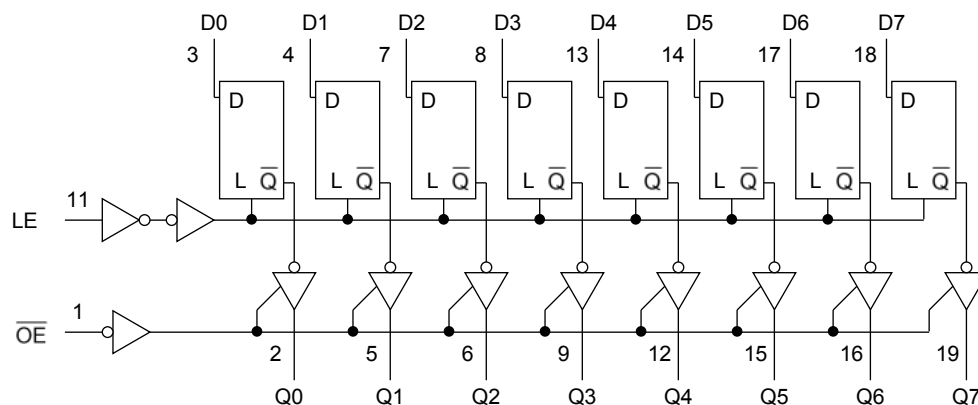 D0 D1 D2 D3 D4 D5 D6 D7
3 4 7 8 13 14 17 18
D D D D D D D D
L Q̅ L Q̅ L Q̅ L Q̅ L Q̅ L Q̅ L Q̅ L Q̅
11
LE
1
O̅E̅
2 5 6 9 12 15 16 19
Q0 Q1 Q2 Q3 Q4 Q5 Q6 Q7